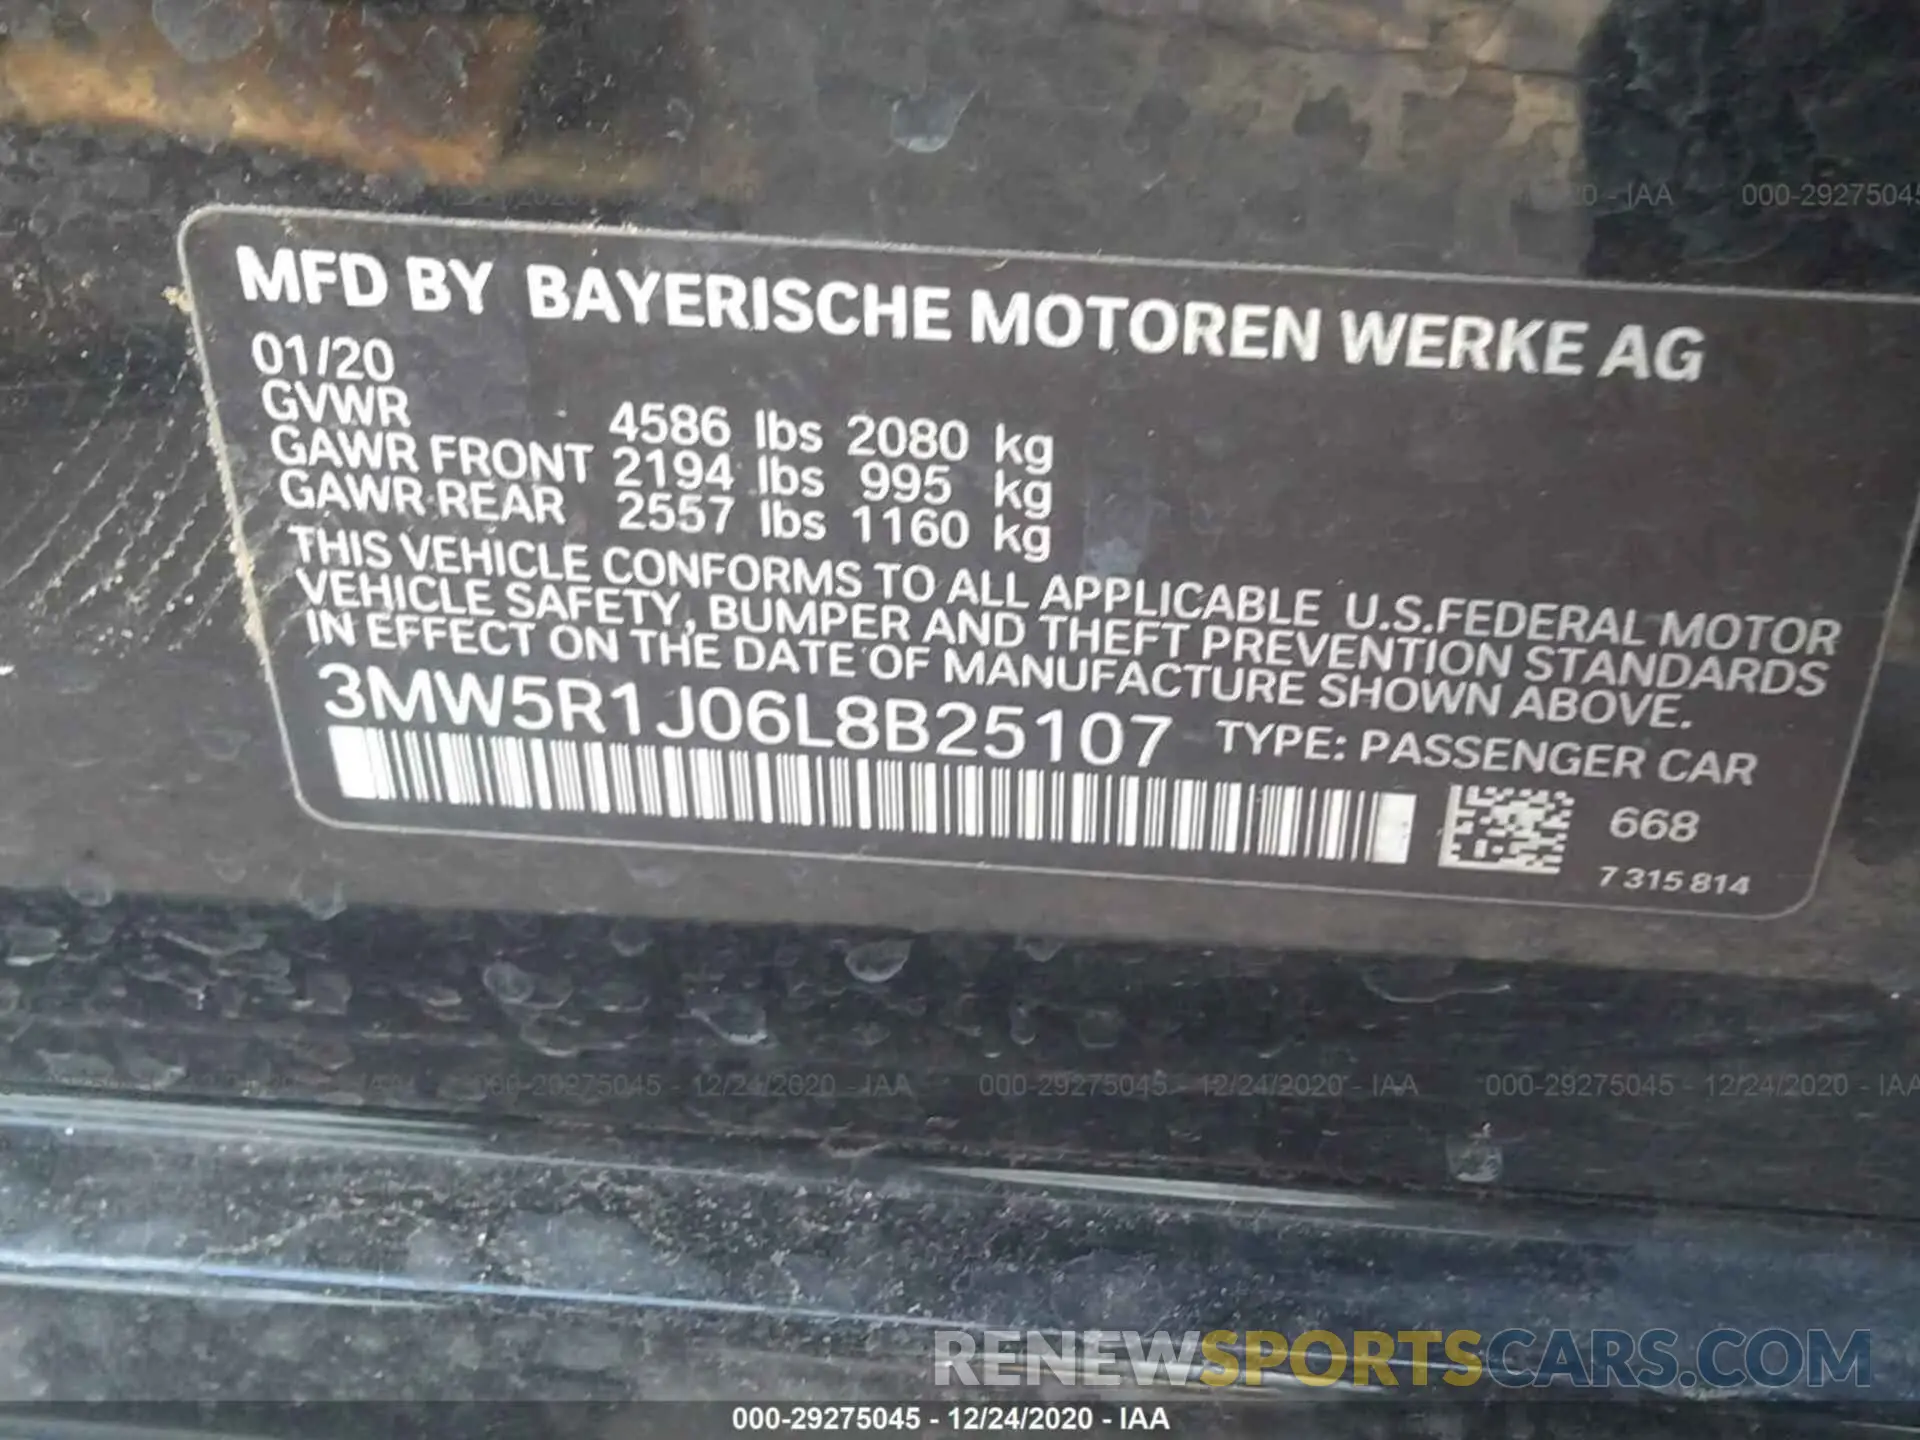 20 - IAA 000-29275045
MFD BY BAYERISCHE MOTOREN WERKE AG
01/20
GVWR 4586 lbs 2080 kg
GAWR FRONT 2194 lbs 995 kg
GAWR REAR 2557 lbs 1160 kg
THIS VEHICLE CONFORMS TO ALL APPLICABLE U.S.FEDERAL MOTOR
VEHICLE SAFETY, BUMPER AND THEFT PREVENTION STANDARDS
IN EFFECT ON THE DATE OF MANUFACTURE SHOWN ABOVE.
3MW5R1J06L8B25107 TYPE: PASSENGER CAR
668
7 315 814
000-29275045 - 12/24/2020 - IAA 000-29275045 - 12/24/2020 - IAA 000-29275045 - 12/24/2020 - IAA
RENEWSPORTSCARS.COM
000-29275045 - 12/24/2020 - IAA